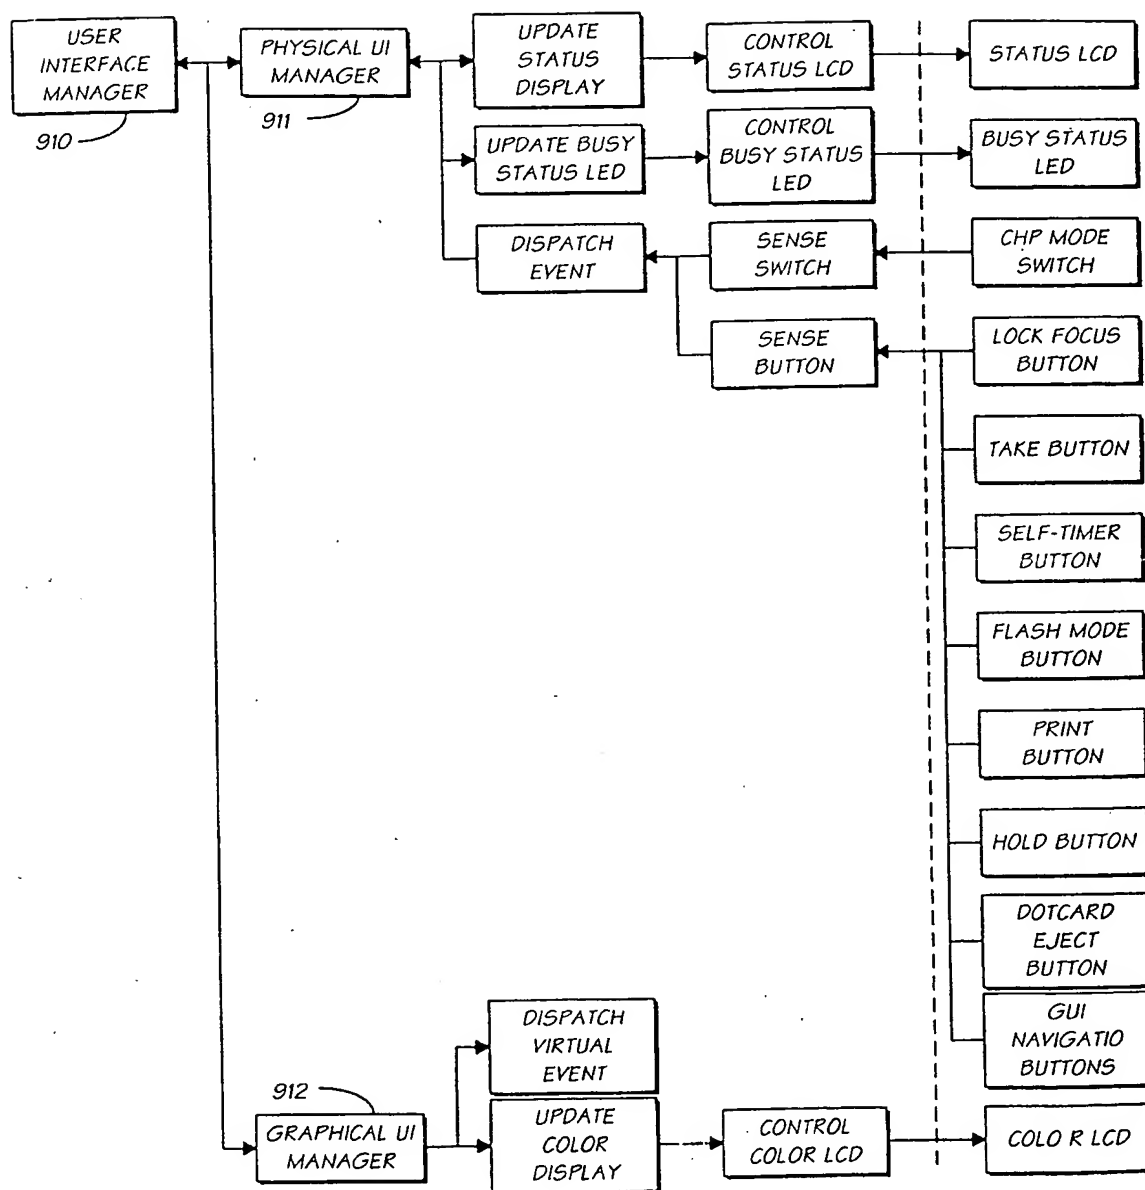 USER
INTERFACE
MANAGER
910
PHYSICAL UI
MANAGER
911
UPDATE
STATUS
DISPLAY
CONTROL
STATUS LCD
STATUS LCD
UPDATE BUSY
STATUS LED
CONTROL
BUSY STATUS
LED
BUSY STATUS
LED
DISPATCH
EVENT
SENSE
SWITCH
CHP MODE
SWITCH
SENSE
BUTTON
LOCK FOCUS
BUTTON
TAKE BUTTON
SELF-TIMER
BUTTON
FLASH MODE
BUTTON
PRINT
BUTTON
HOLD BUTTON
DOTCARD
EJECT
BUTTON
GUI
NAVIGATIO
BUTTONS
DISPATCH
VIRTUAL
EVENT
912
GRAPHICAL UI
MANAGER
UPDATE
COLOR
DISPLAY
CONTROL
COLOR LCD
COLO R LCD